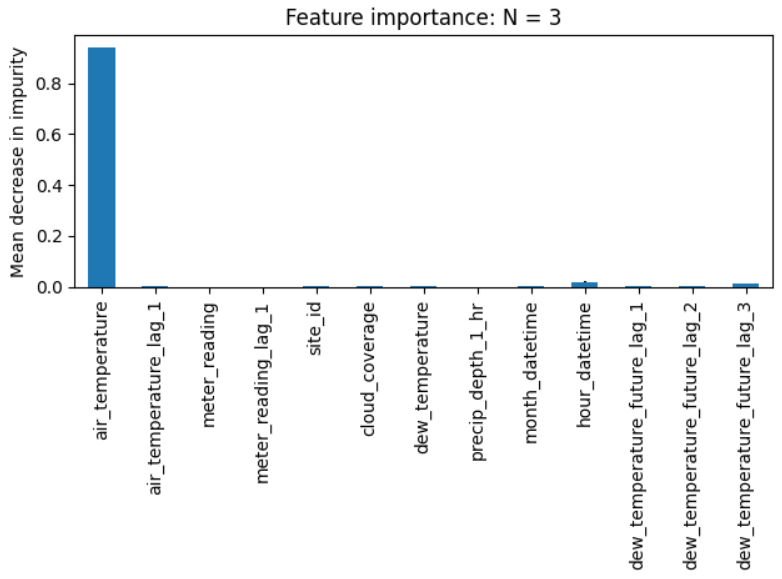 Feature importance: N = 3
Mean decrease in impurity
0.8
0.6
0.4
0.2
0.0
air_temperature
air_temperature_lag_1
meter_reading
meter_reading_lag_1
site_id
cloud_coverage
dew_temperature
precip_depth_1_hr
month_datetime
hour_datetime
dew_temperature_future_lag_1
dew_temperature_future_lag_2
dew_temperature_future_lag_3